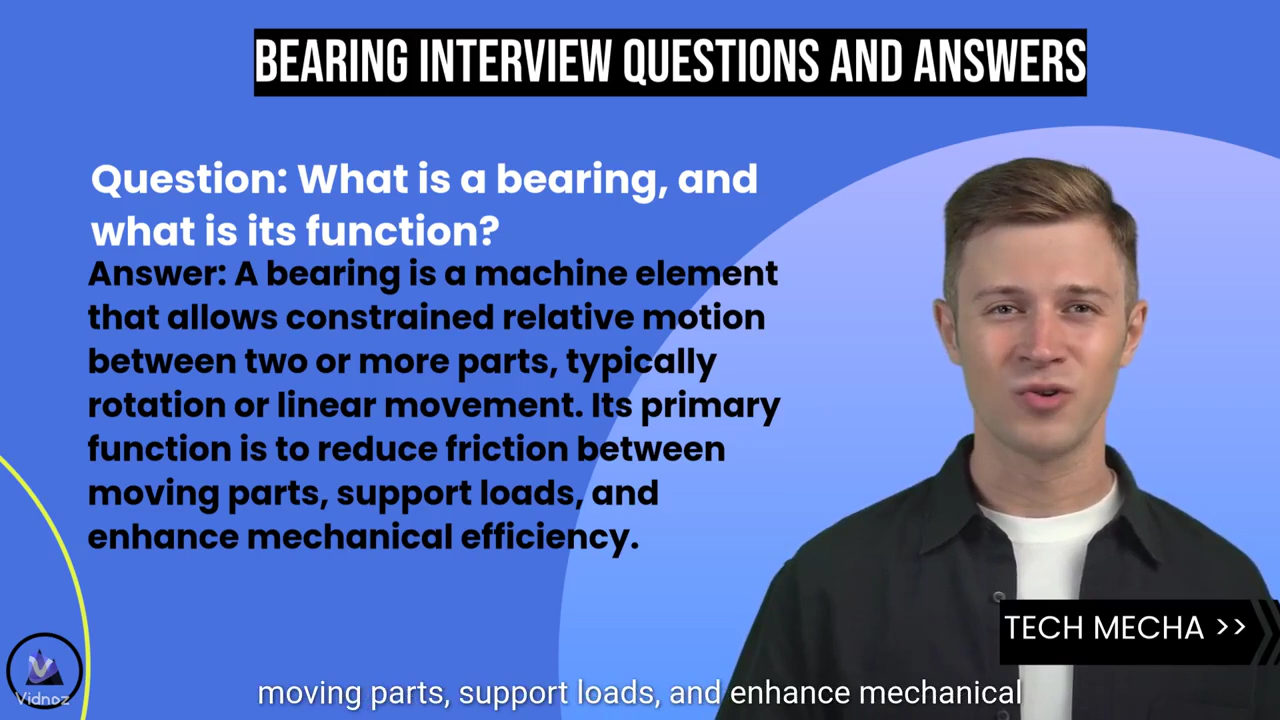 BEARING INTERVIEW QUESTIONS AND ANSWERS
Question: What is a bearing, and
what is its function?
Answer: A bearing is a machine element
that allows constrained relative motion
between two or more parts, typically
rotation or linear movement. Its primary
function is to reduce friction between
moving parts, support loads, and
enhance mechanical efficiency.
TECH MECHA >>
Vidnoz
moving parts, support loads, and enhance mechanical